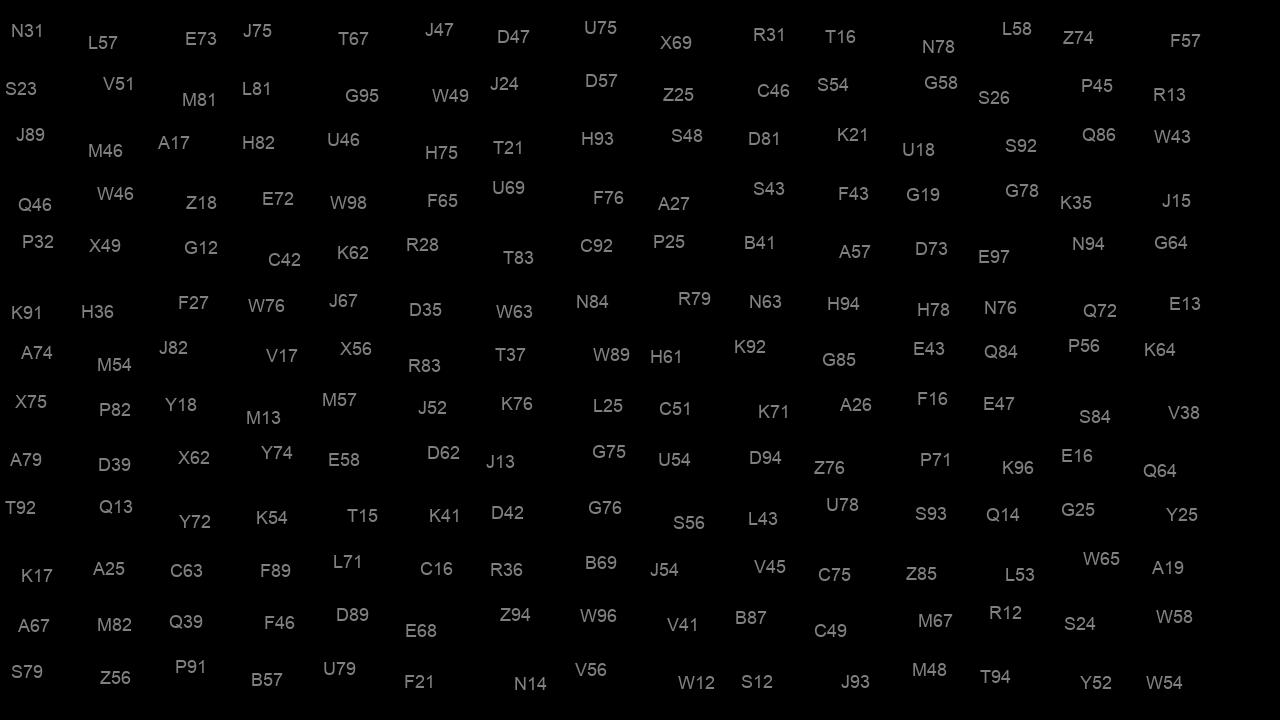 N31 L57 E73 J75 T67 J47 D47 U75 X69 R31 T16 N78 L58 Z74 F57
S23 V51 M81 L81 G95 W49 J24 D57 Z25 C46 S54 G58 S26 P45 R13
J89 M46 A17 H82 U46 H75 T21 H93 S48 D81 K21 U18 S92 Q86 W43
Q46 W46 Z18 E72 W98 F65 U69 F76 A27 S43 F43 G19 G78 K35 J15
P32 X49 G12 C42 K62 R28 T83 C92 P25 B41 A57 D73 E97 N94 G64
K91 H36 F27 W76 J67 D35 W63 N84 R79 N63 H94 H78 N76 Q72 E13
A74 M54 J82 V17 X56 R83 T37 W89 H61 K92 G85 E43 Q84 P56 K64
X75 P82 Y18 M13 M57 J52 K76 L25 C51 K71 A26 F16 E47 S84 V38
A79 D39 X62 Y74 E58 D62 J13 G75 U54 D94 Z76 P71 K96 E16 Q64
T92 Q13 Y72 K54 T15 K41 D42 G76 S56 L43 U78 S93 Q14 G25 Y25
K17 A25 C63 F89 L71 C16 R36 B69 J54 V45 C75 Z85 L53 W65 A19
A67 M82 Q39 F46 D89 E68 Z94 W96 V41 B87 C49 M67 R12 S24 W58
S79 Z56 P91 B57 U79 F21 N14 V56 W12 S12 J93 M48 T94 Y52 W54